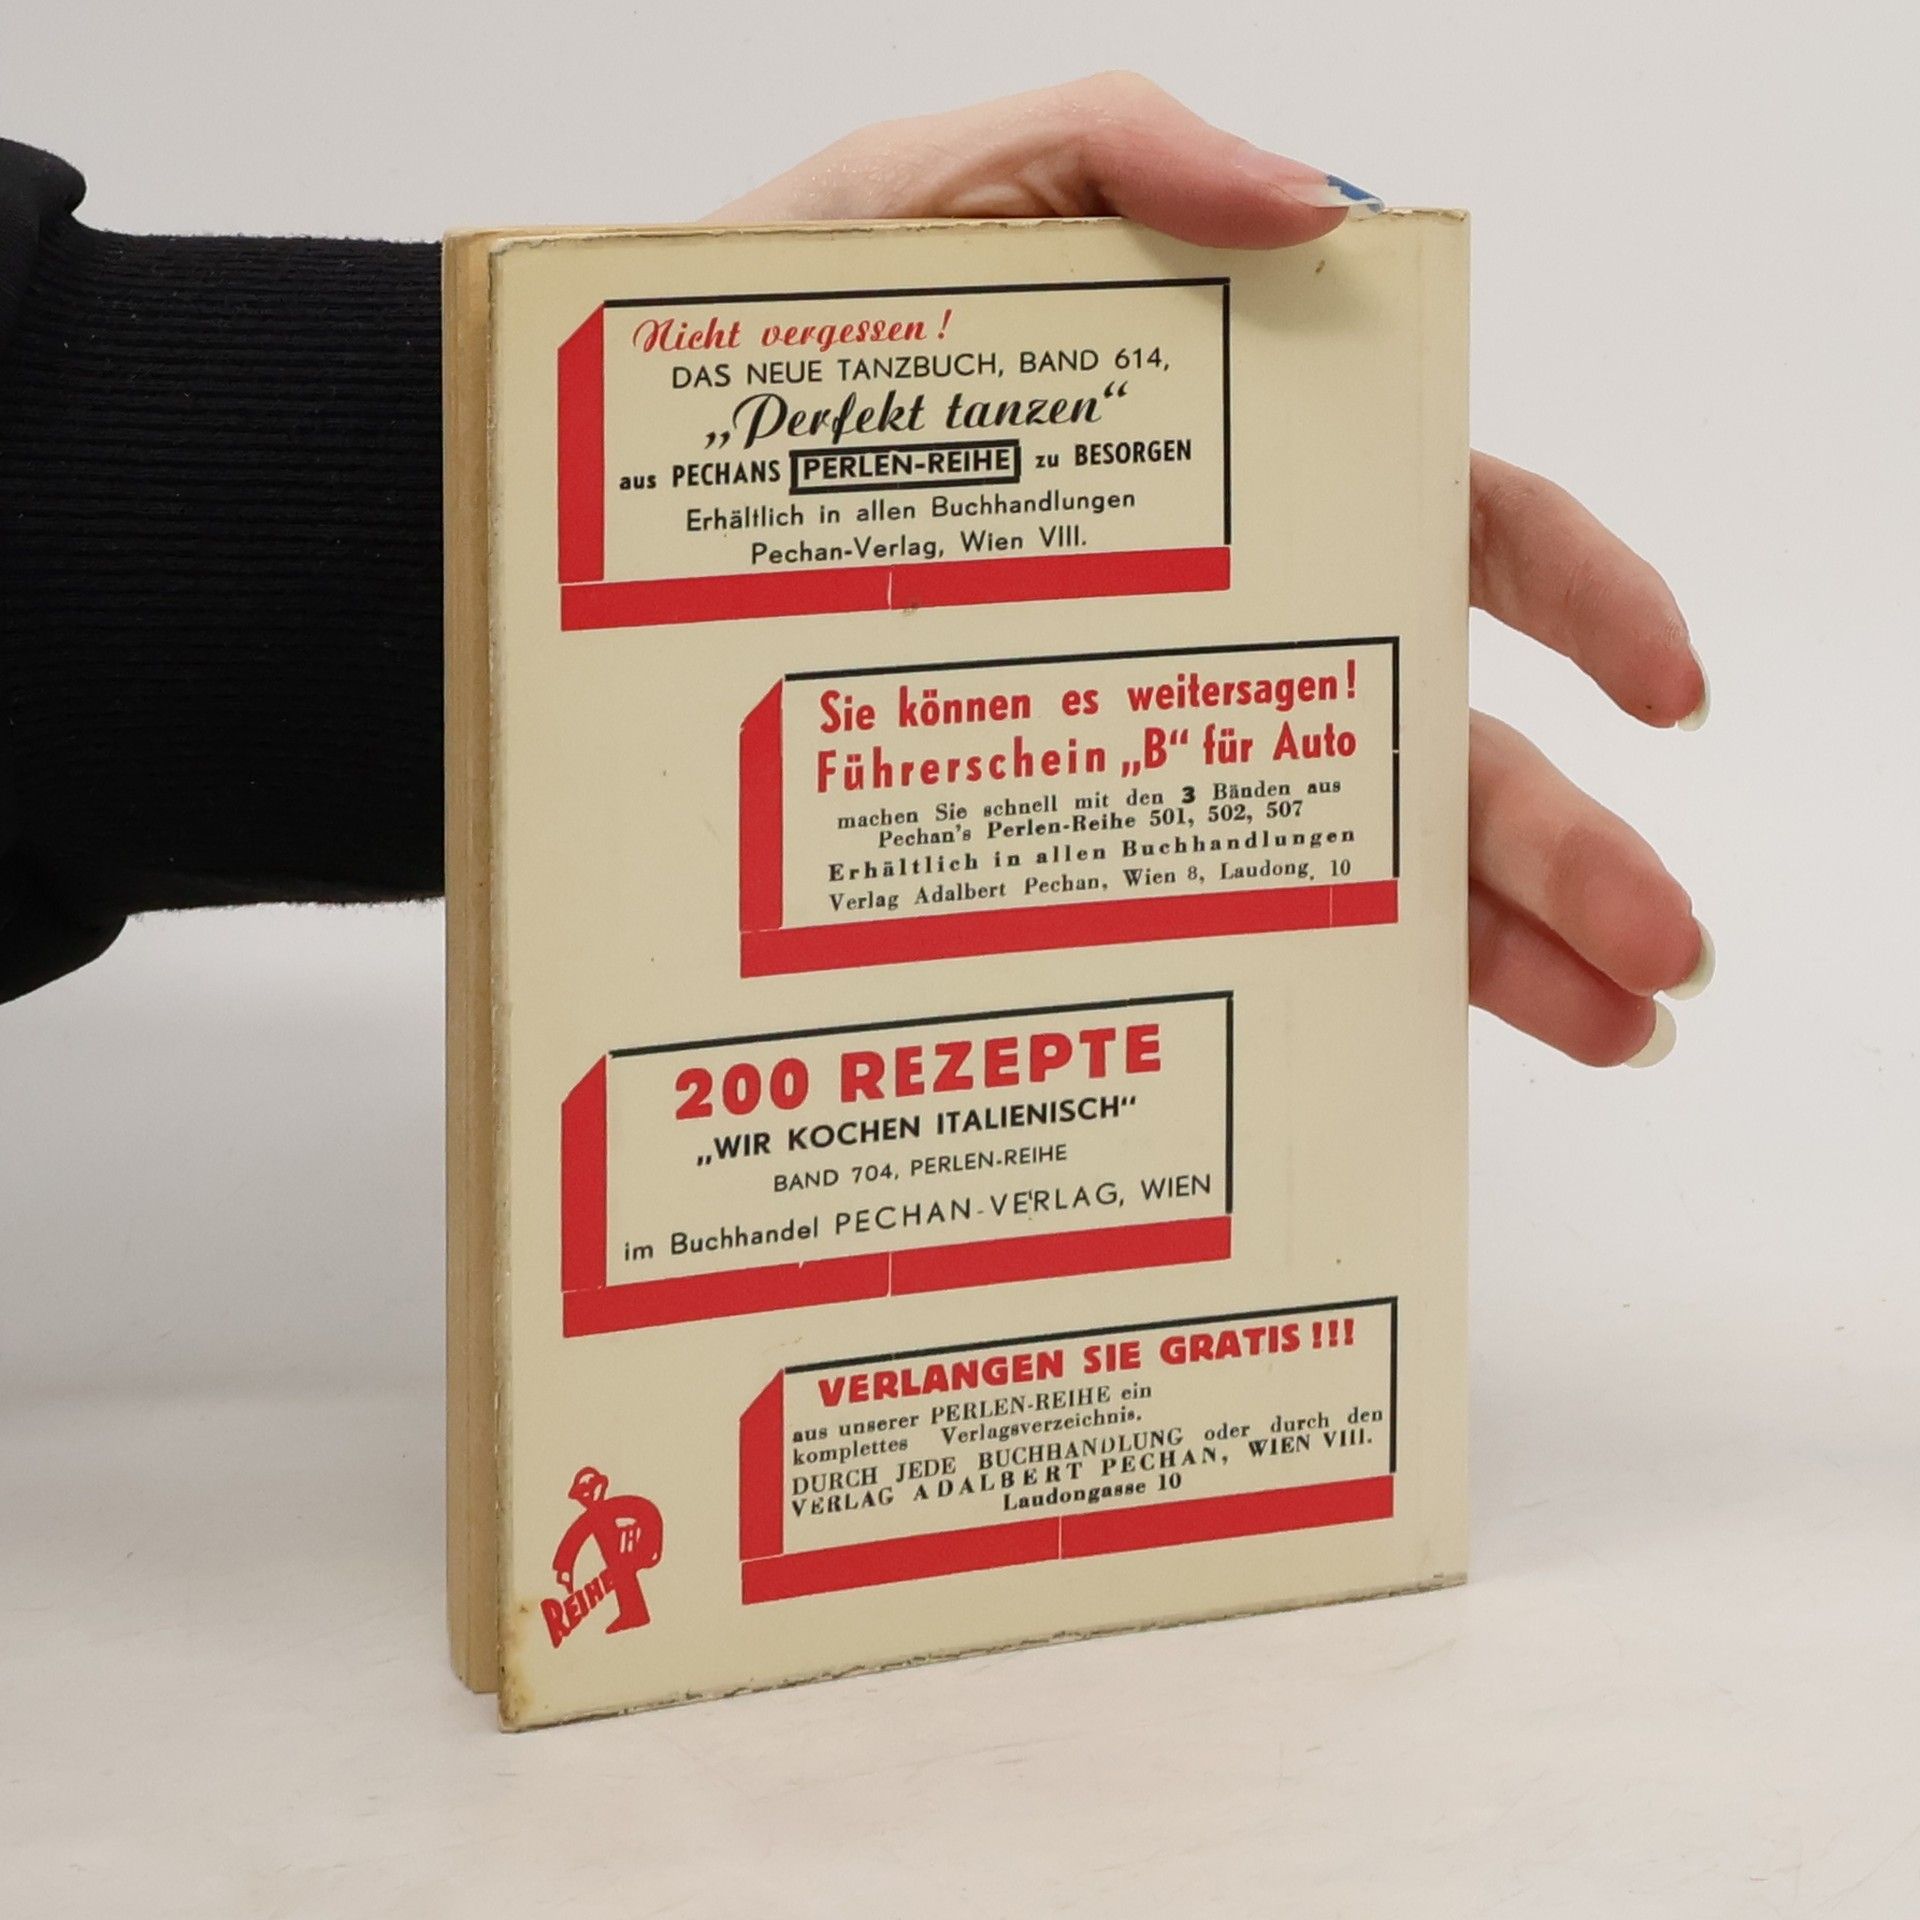 Nicht vergessen!
DAS NEUE TANZBUCH, BAND 614,
„Perfekt tanzen“
aus PECHANS PERLEN-REIHE zu BESORGEN
Erhältlich in allen Buchhandlungen
Pechan-Verlag, Wien VIII.
Sie können es weitersagen!
Führerschein „B“ für Auto
machen Sie schnell mit den 3 Bänden aus
Pechan's Perlen-Reihe 501, 502, 507
Erhältlich in allen Buchhandlungen
Verlag Adalbert Pechan, Wien 8, Laudong. 10
200 REZEPTE
„WIR KOCHEN ITALIENISCH“
BAND 704, PERLEN-REIHE
im Buchhandel PECHAN-VERLAG, WIEN
VERLANGEN SIE GRATIS!!!
aus unserer PERLEN-REIHE ein
komplettes Verlagsverzeichnis.
DURCH JEDE BUCHHANDLUNG oder durch den
VERLAG ADALBERT PECHAN, WIEN VIII.
Laudongasse 10
REIHE